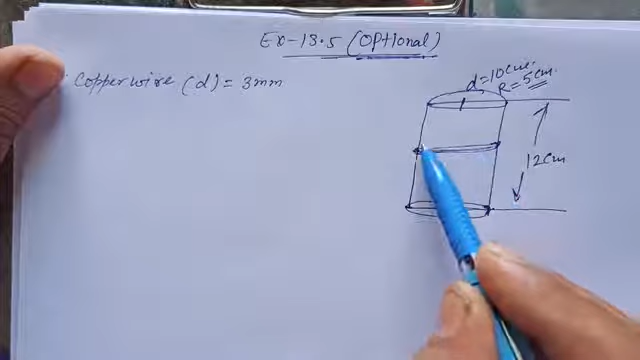 Ex-13.5 (Optional)
Copper wire (d) = 3mm
d=10cm.
R=5cm.
12cm